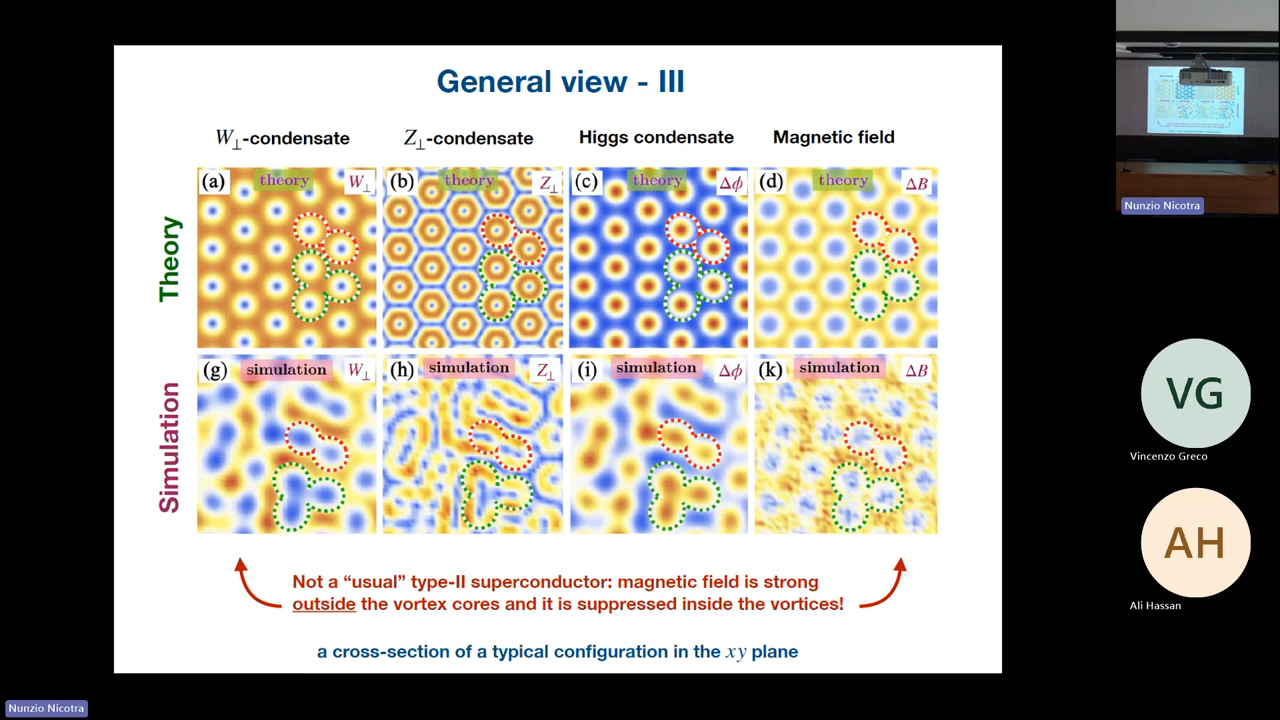 General view - III
W⊥-condensate
Z⊥-condensate
Higgs condensate
Magnetic field
Theory
(a) theory W⊥
(b) theory Z⊥
(c) theory Δϕ
(d) theory ΔB
Simulation
(g) simulation W⊥
(h) simulation Z⊥
(i) simulation Δϕ
(k) simulation ΔB
Not a “usual” type-II superconductor: magnetic field is strong
outside the vortex cores and it is suppressed inside the vortices!
a cross-section of a typical configuration in the xy plane
Nunzio Nicotra
VG
Vincenzo Greco
AH
Ali Hassan
Nunzio Nicotra